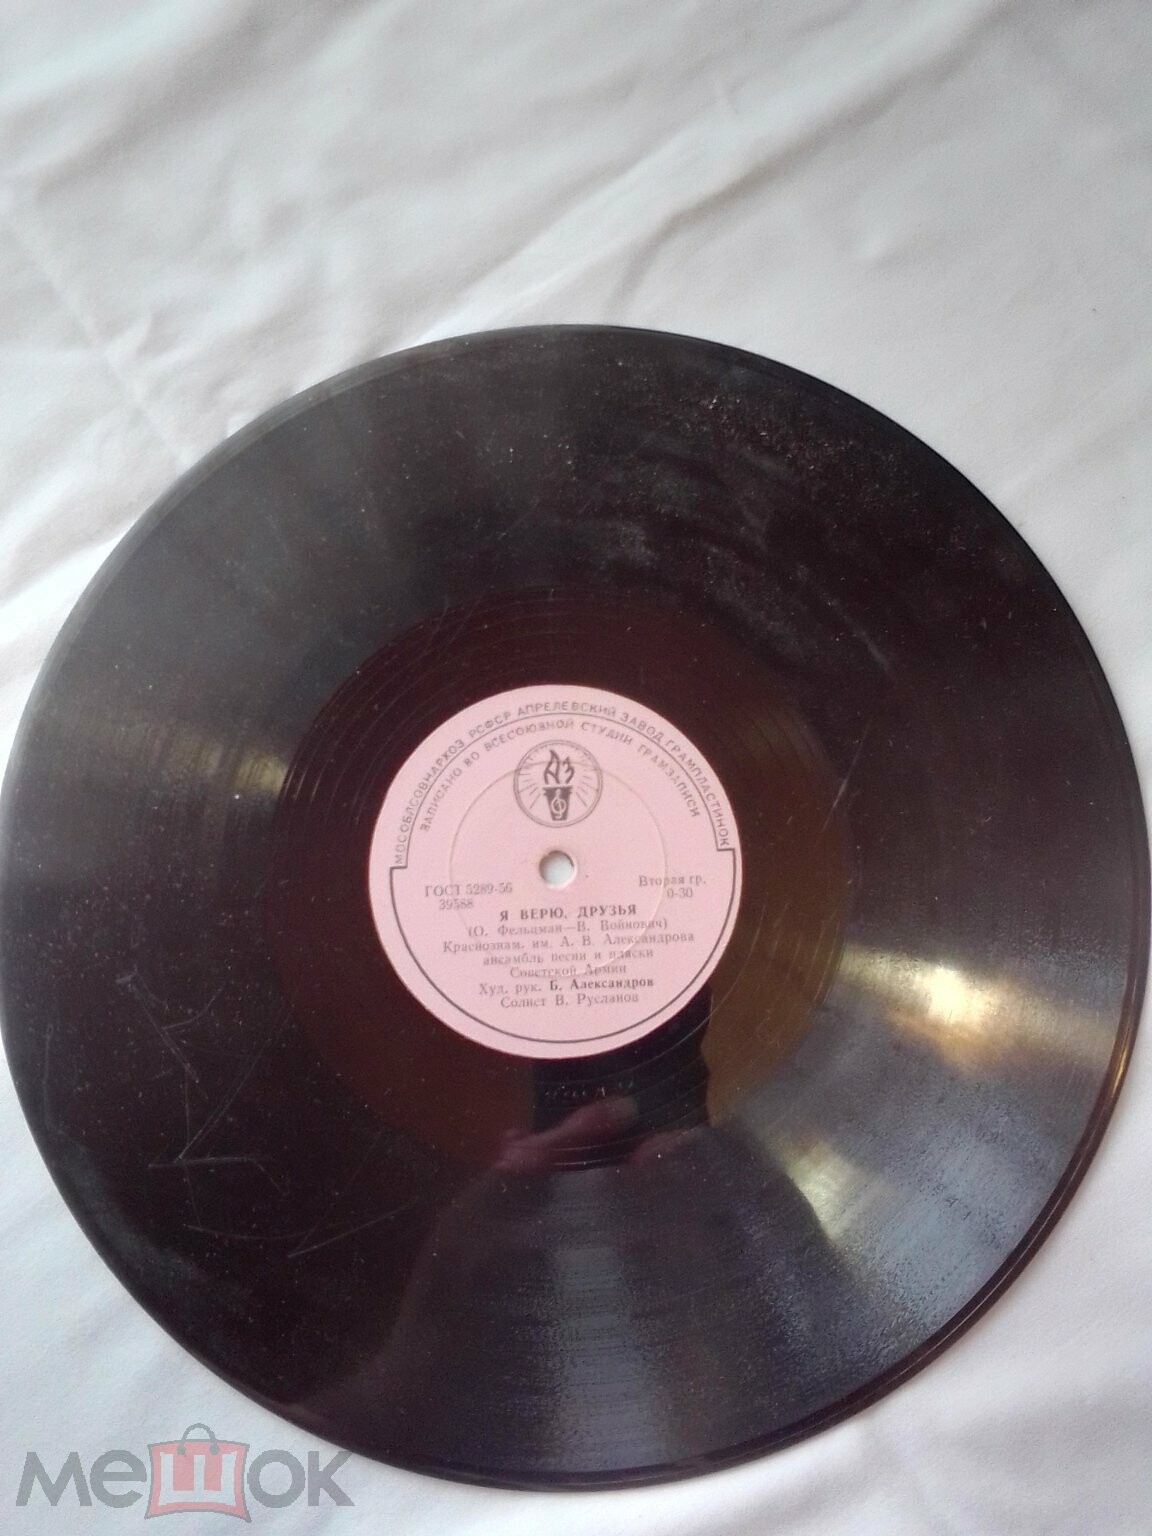 МОСОБЛСОВНАРХОЗ РСФСР АПРЕЛЕВСКИЙ ЗАВОД ГРАМПЛАСТИНОК
ЗАПИСАНО ВО ВСЕСОЮЗНОЙ СТУДИИ ГРАМЗАПИСИ
АЗ
ГОСТ 5289-56
39588
Вторая гр.
0-30
Я ВЕРЮ, ДРУЗЬЯ
(О. Фельцман—В. Войнович)
Краснознам. им. А. В. Александрова
ансамбль песни и пляски
Советской Армии
Худ. рук. Б. Александров
Солист В. Русланов
мешок